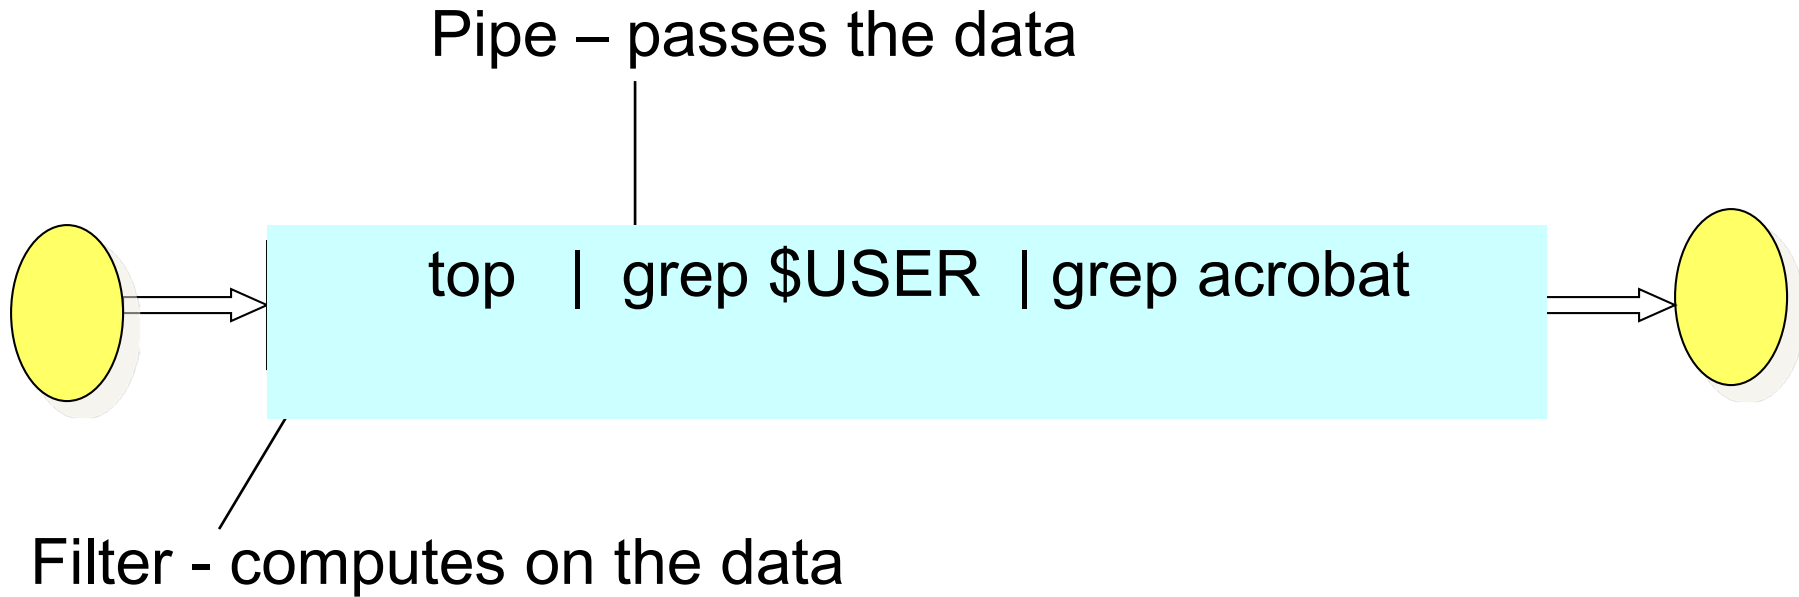 Pipe – passes the data
top | grep $USER | grep acrobat
Filter - computes on the data